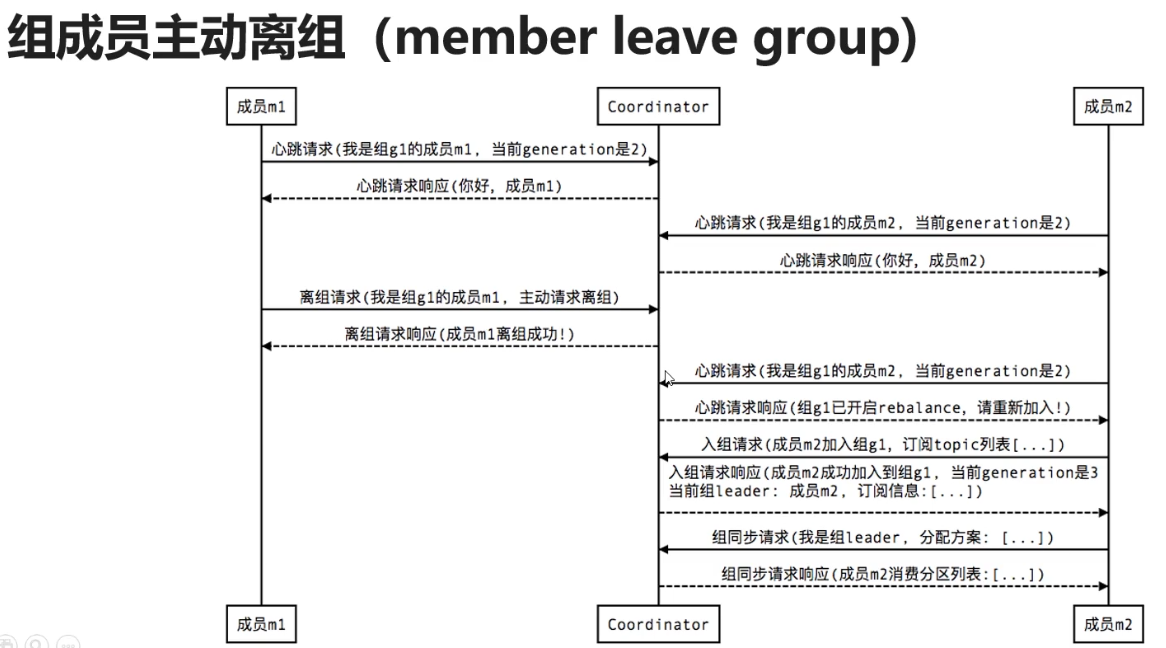 组成员主动离组（member leave group)
成员m1
Coordinator
成员m2
心跳请求(我是组g1的成员m1, 当前generation是2)
心跳请求响应(你好, 成员m1)
心跳请求(我是组g1的成员m2, 当前generation是2)
心跳请求响应(你好, 成员m2)
离组请求(我是组g1的成员m1, 主动请求离组)
离组请求响应(成员m1离组成功!)
心跳请求(我是组g1的成员m2, 当前generation是2)
心跳请求响应(组g1已开启rebalance, 请重新加入!)
入组请求(成员m2加入组g1, 订阅topic列表[...])
入组请求响应(成员m2成功加入到组g1, 当前generation是3
当前组leader: 成员m2, 订阅信息:[...])
组同步请求(我是组leader, 分配方案: [...])
组同步请求响应(成员m2消费分区列表:[...])
成员m1
Coordinator
成员m2